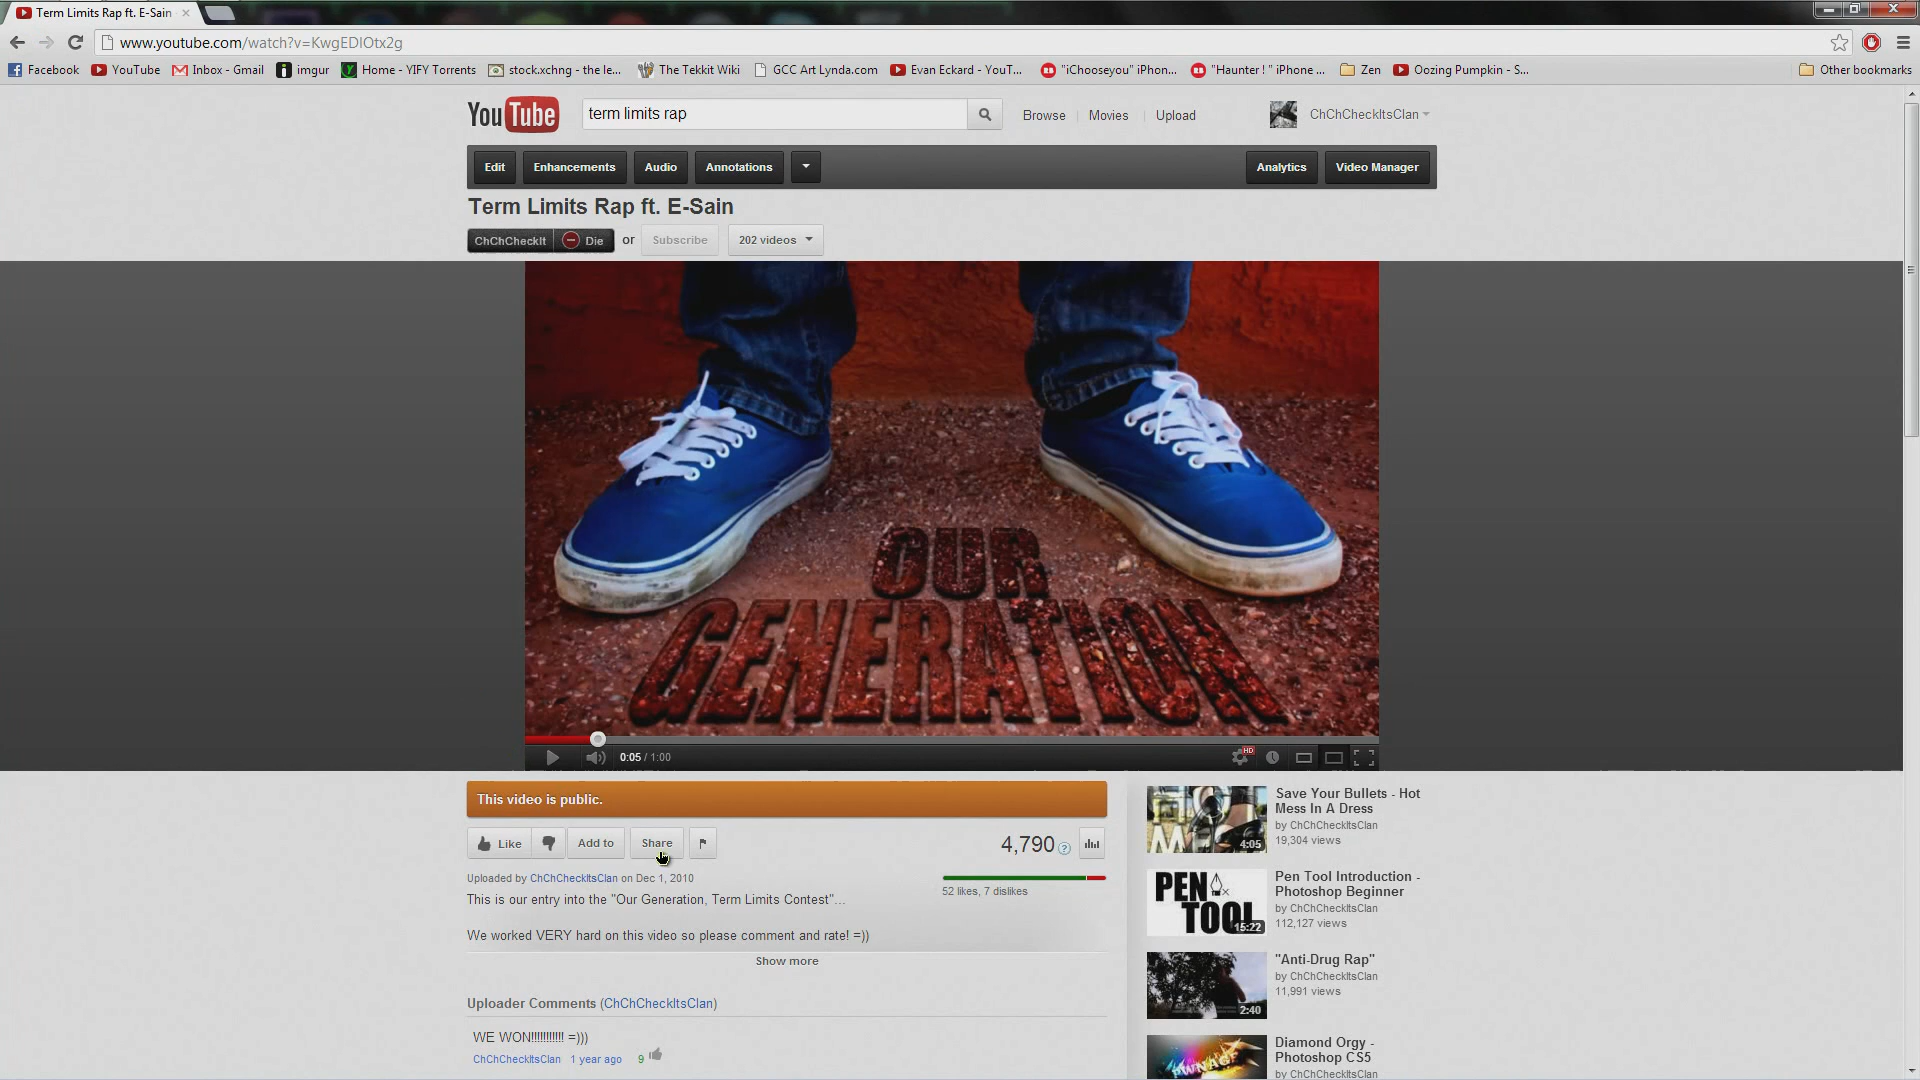 Term Limits Rap ft. E-Sain
www.youtube.com/watch?v=KwgEDIOtx2g
Facebook YouTube Inbox - Gmail imgur Home - YIFY Torrents stock.xchng - the le... The Tekkit Wiki GCC Art Lynda.com Evan Eckard - YouT... "iChooseyou" iPhon... "Haunter ! " iPhone ... Zen Oozing Pumpkin - S... Other bookmarks
YouTube term limits rap Browse Movies Upload ChChCheckItsClan
Edit Enhancements Audio Annotations Analytics Video Manager
Term Limits Rap ft. E-Sain
ChChCheckIt Die or Subscribe 202 videos
OUR
GENERATION
0:05 / 1:00 HD
This video is public.
Like Add to Share 4,790 ?
Uploaded by ChChCheckItsClan on Dec 1, 2010
52 likes, 7 dislikes
This is our entry into the "Our Generation, Term Limits Contest"...
We worked VERY hard on this video so please comment and rate! =))
Show more
Uploader Comments (ChChCheckItsClan)
WE WON!!!!!!!!!!! =)))
ChChCheckItsClan 1 year ago 9
4:05
Save Your Bullets - Hot
Mess In A Dress
by ChChCheckItsClan
19,304 views
PEN
TOOL
15:22
Pen Tool Introduction -
Photoshop Beginner
by ChChCheckItsClan
112,127 views
2:40
"Anti-Drug Rap"
by ChChCheckItsClan
11,991 views
PWNAGE
Diamond Orgy -
Photoshop CS5
by ChChCheckItsClan